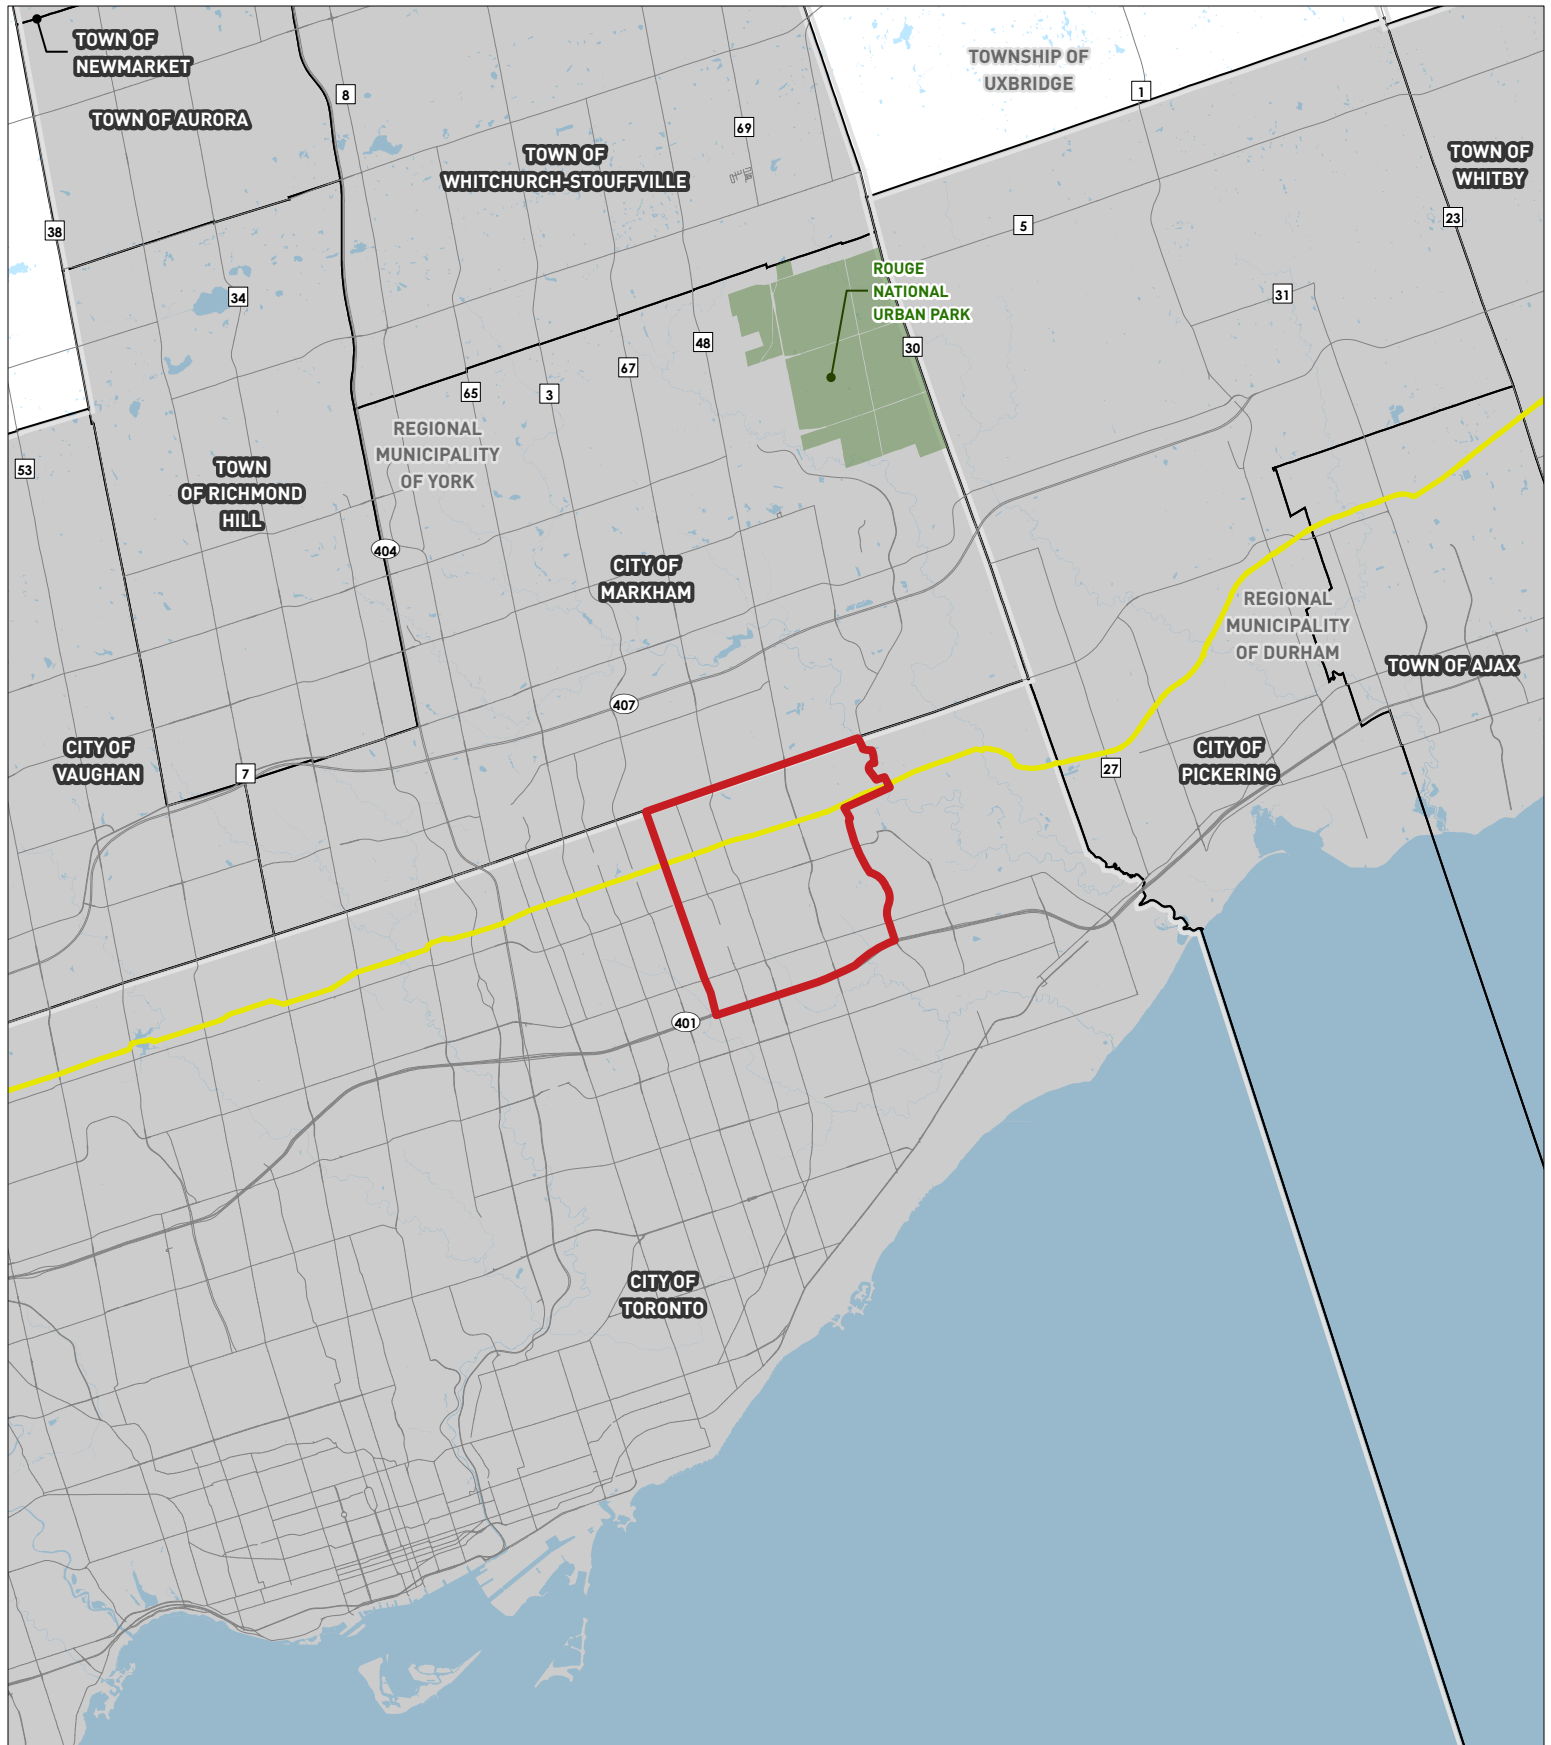 TOWN OF
NEWMARKET
TOWN OF AURORA
8
TOWNSHIP OF
UXBRIDGE
1
69
TOWN OF
WHITCHURCH-STOUFFVILLE
TOWN OF
WHITBY
38
5
23
34
ROUGE
NATIONAL
URBAN PARK
31
48
30
67
65
3
REGIONAL
MUNICIPALITY
OF YORK
53
TOWN
OF RICHMOND
HILL
404
CITY OF
MARKHAM
REGIONAL
MUNICIPALITY
OF DURHAM
TOWN OF AJAX
407
CITY OF
VAUGHAN
7
27
CITY OF
PICKERING
401
CITY OF
TORONTO